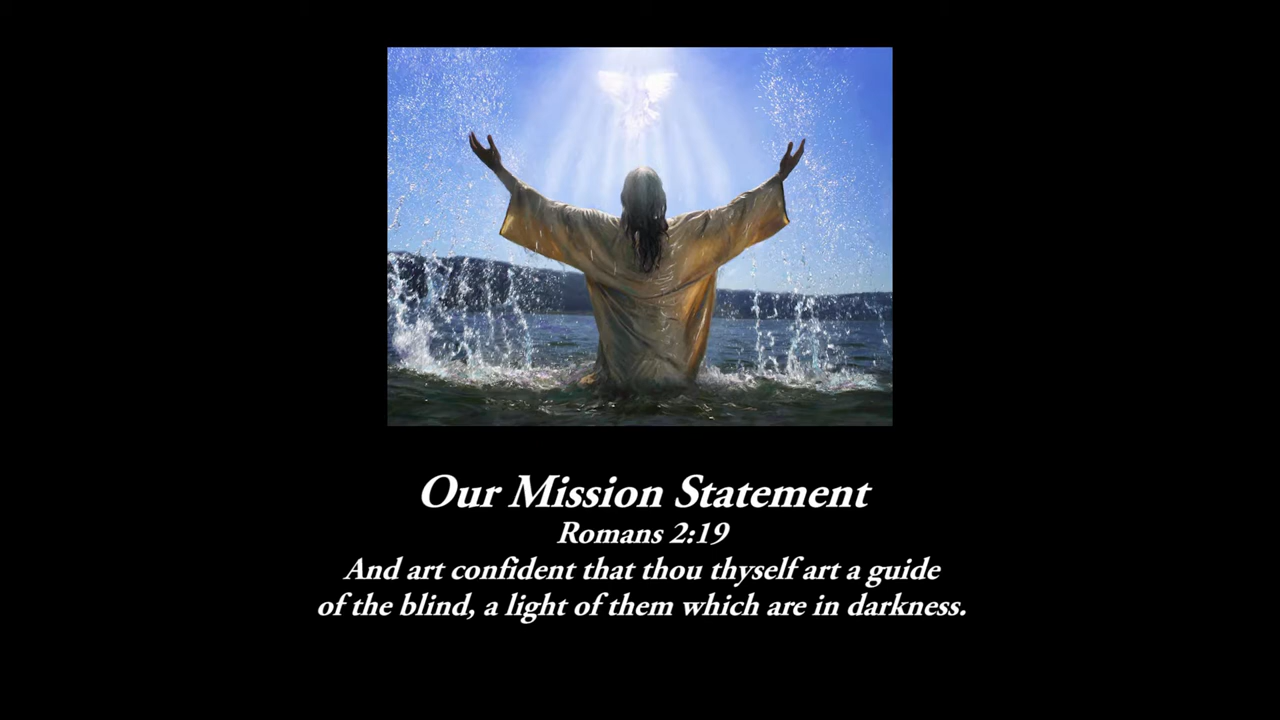 Our Mission Statement
Romans 2:19
And art confident that thou thyself art a guide
of the blind, a light of them which are in darkness.